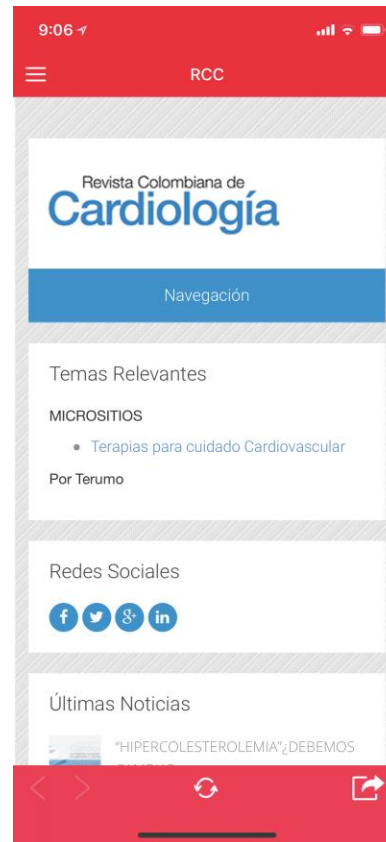 9:06
RCC
Revista Colombiana de
Cardiología
Navegación
Temas Relevantes
MICROSITIOS
Terapias para cuidado Cardiovascular
Por Terumo
Redes Sociales
f g+ in
Últimas Noticias
"HIPERCOLESTEROLEMIA"¿DEBEMOS